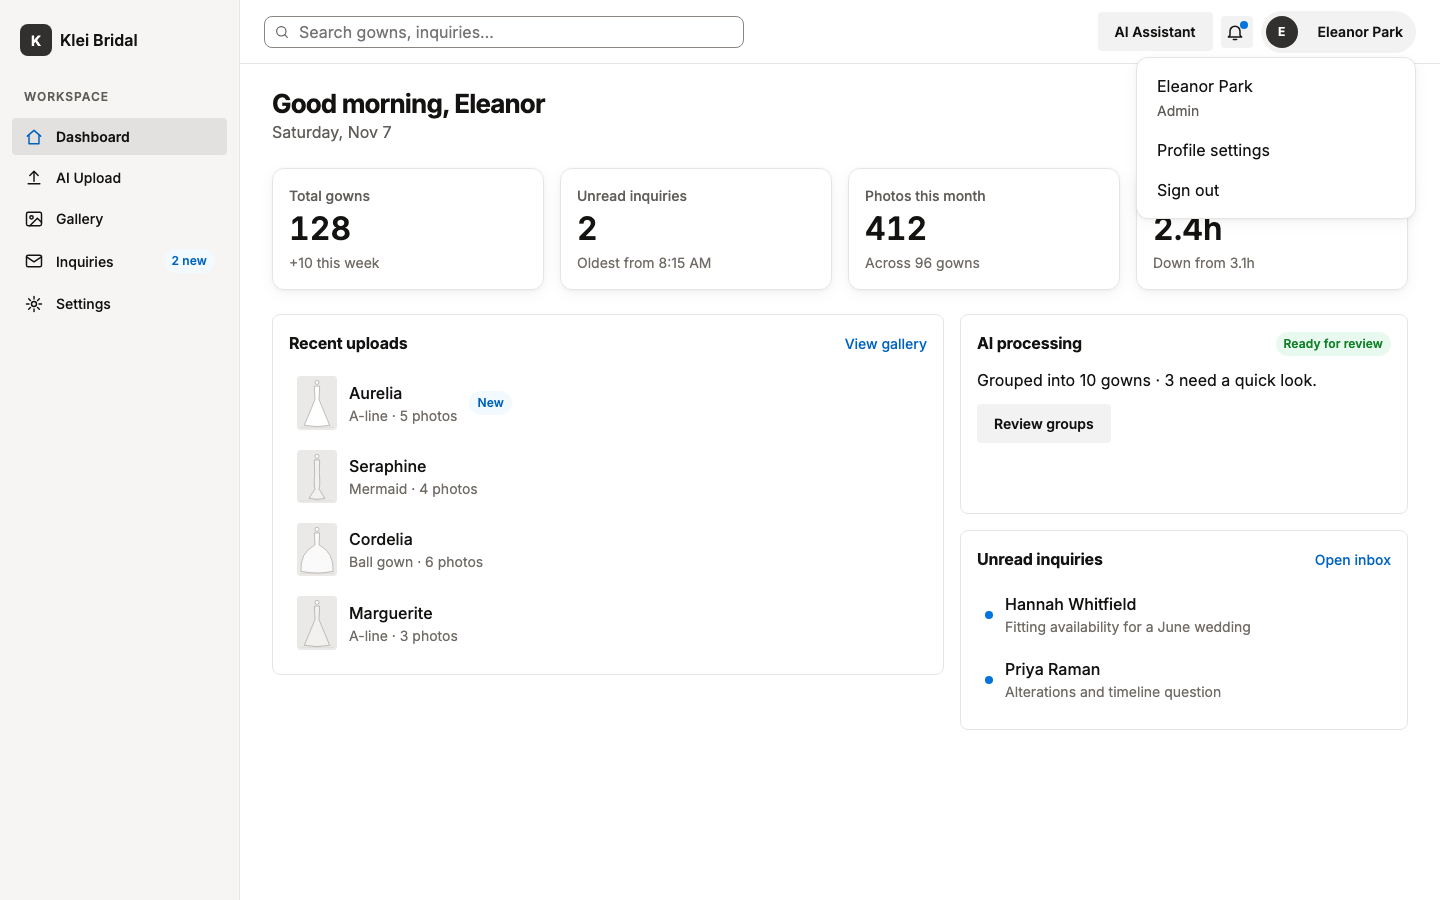 K Klei Bridal
WORKSPACE
Dashboard
AI Upload
Gallery
Inquiries 2 new
Settings
Search gowns, inquiries...
AI Assistant
E Eleanor Park
Eleanor Park
Admin
Profile settings
Sign out
Good morning, Eleanor
Saturday, Nov 7
Total gowns
128
+10 this week
Unread inquiries
2
Oldest from 8:15 AM
Photos this month
412
Across 96 gowns
2.4h
Down from 3.1h
Recent uploads
View gallery
Aurelia
A-line · 5 photos
New
Seraphine
Mermaid · 4 photos
Cordelia
Ball gown · 6 photos
Marguerite
A-line · 3 photos
AI processing
Ready for review
Grouped into 10 gowns · 3 need a quick look.
Review groups
Unread inquiries
Open inbox
Hannah Whitfield
Fitting availability for a June wedding
Priya Raman
Alterations and timeline question